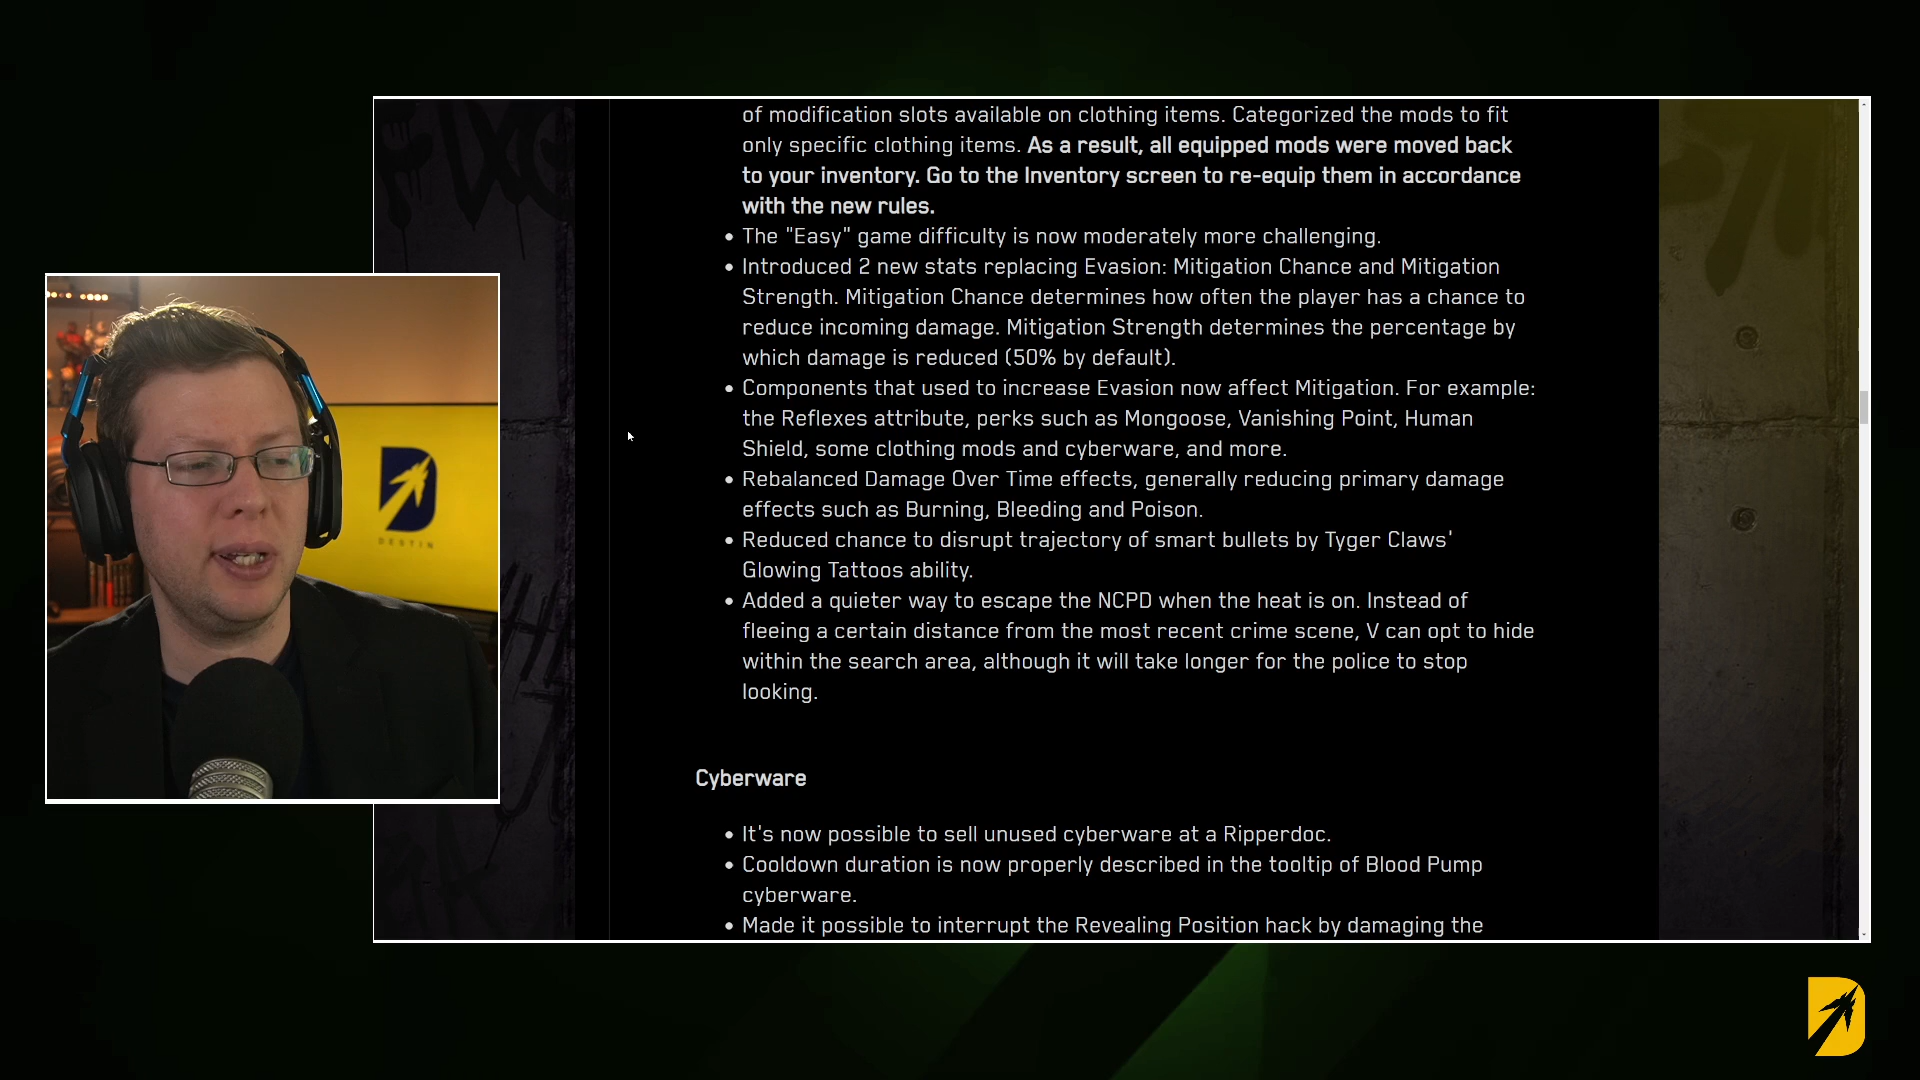 of modification slots available on clothing items. Categorized the mods to fit
only specific clothing items. As a result, all equipped mods were moved back
to your inventory. Go to the Inventory screen to re-equip them in accordance
with the new rules.
• The "Easy" game difficulty is now moderately more challenging.
• Introduced 2 new stats replacing Evasion: Mitigation Chance and Mitigation
Strength. Mitigation Chance determines how often the player has a chance to
reduce incoming damage. Mitigation Strength determines the percentage by
which damage is reduced (50% by default).
• Components that used to increase Evasion now affect Mitigation. For example:
the Reflexes attribute, perks such as Mongoose, Vanishing Point, Human
Shield, some clothing mods and cyberware, and more.
• Rebalanced Damage Over Time effects, generally reducing primary damage
effects such as Burning, Bleeding and Poison.
• Reduced chance to disrupt trajectory of smart bullets by Tyger Claws'
Glowing Tattoos ability.
• Added a quieter way to escape the NCPD when the heat is on. Instead of
fleeing a certain distance from the most recent crime scene, V can opt to hide
within the search area, although it will take longer for the police to stop
looking.
Cyberware
• It's now possible to sell unused cyberware at a Ripperdoc.
• Cooldown duration is now properly described in the tooltip of Blood Pump
cyberware.
• Made it possible to interrupt the Revealing Position hack by damaging the
DESTIN